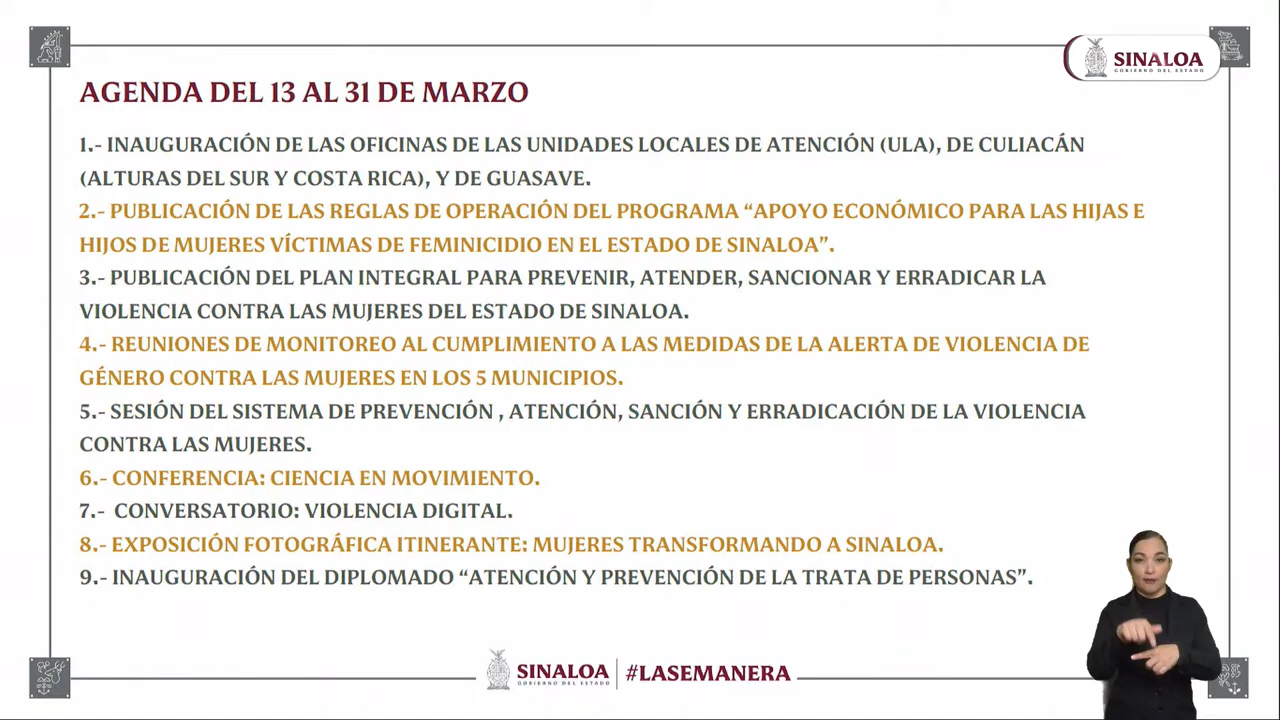 SINALOA
GOBIERNO DEL ESTADO
AGENDA DEL 13 AL 31 DE MARZO
1.- INAUGURACIÓN DE LAS OFICINAS DE LAS UNIDADES LOCALES DE ATENCIÓN (ULA), DE CULIACÁN
(ALTURAS DEL SUR Y COSTA RICA), Y DE GUASAVE.
2.- PUBLICACIÓN DE LAS REGLAS DE OPERACIÓN DEL PROGRAMA “APOYO ECONÓMICO PARA LAS HIJAS E
HIJOS DE MUJERES VÍCTIMAS DE FEMINICIDIO EN EL ESTADO DE SINALOA”.
3.- PUBLICACIÓN DEL PLAN INTEGRAL PARA PREVENIR, ATENDER, SANCIONAR Y ERRADICAR LA
VIOLENCIA CONTRA LAS MUJERES DEL ESTADO DE SINALOA.
4.- REUNIONES DE MONITOREO AL CUMPLIMIENTO A LAS MEDIDAS DE LA ALERTA DE VIOLENCIA DE
GÉNERO CONTRA LAS MUJERES EN LOS 5 MUNICIPIOS.
5.- SESIÓN DEL SISTEMA DE PREVENCIÓN , ATENCIÓN, SANCIÓN Y ERRADICACIÓN DE LA VIOLENCIA
CONTRA LAS MUJERES.
6.- CONFERENCIA: CIENCIA EN MOVIMIENTO.
7.- CONVERSATORIO: VIOLENCIA DIGITAL.
8.- EXPOSICIÓN FOTOGRÁFICA ITINERANTE: MUJERES TRANSFORMANDO A SINALOA.
9.- INAUGURACIÓN DEL DIPLOMADO “ATENCIÓN Y PREVENCIÓN DE LA TRATA DE PERSONAS”.
SINALOA
GOBIERNO DEL ESTADO
#LASEMANERA